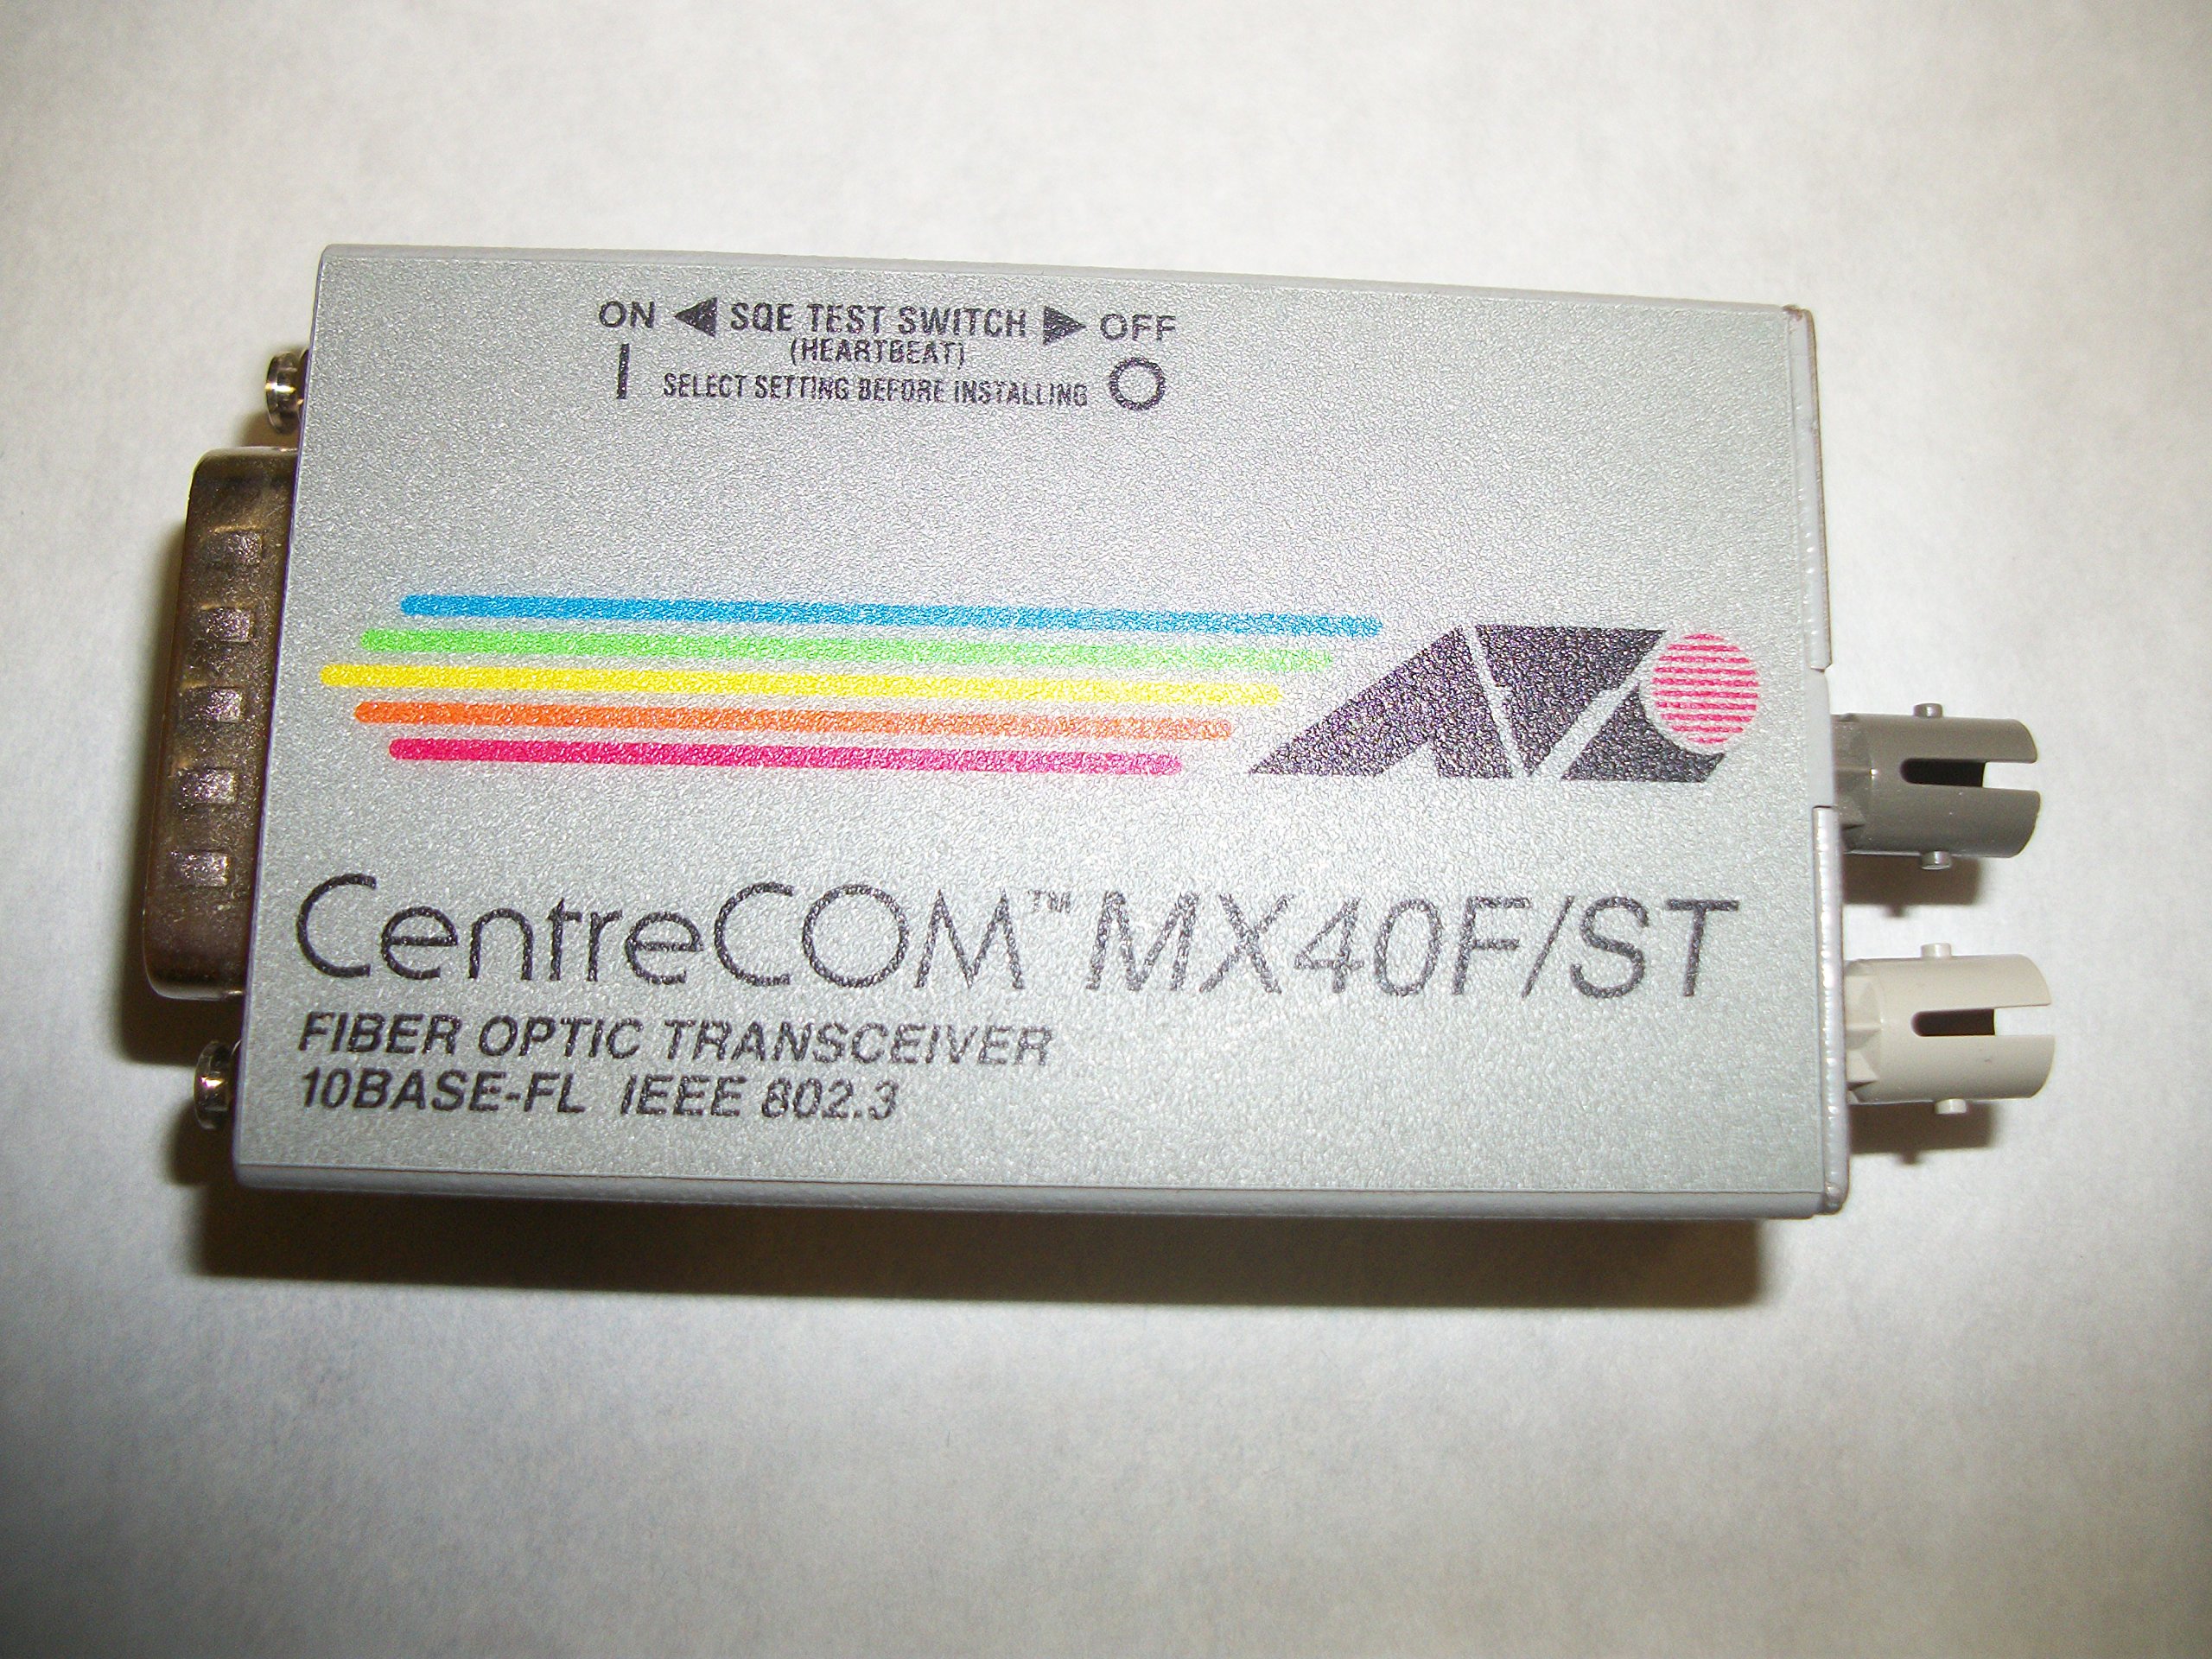 ON ◀ SQE TEST SWITCH ▶ OFF
(HEARTBEAT)
I SELECT SETTING BEFORE INSTALLING O
CentreCOM™ MX40F/ST
FIBER OPTIC TRANSCEIVER
10BASE-FL IEEE 802.3